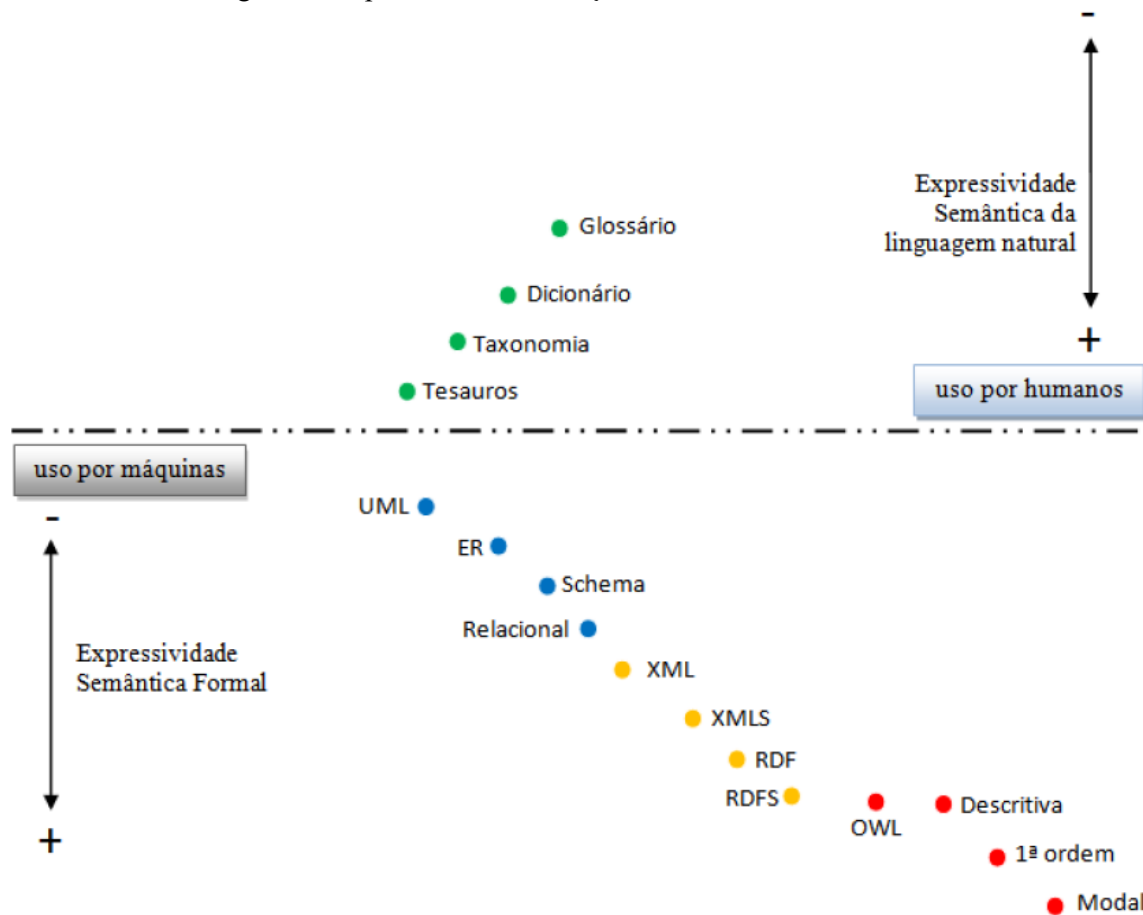 -
Expressividade
Semântica da
linguagem natural
Glossário
Dicionário
Taxonomia
+
Tesauros
uso por humanos
uso por máquinas
-
UML
ER
Schema
Relacional
Expressividade
Semântica Formal
XML
XMLS
RDF
RDFS
OWL
Descritiva
+
1ª ordem
Modal